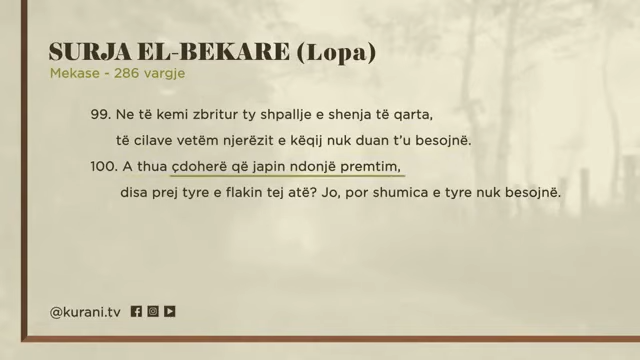 SURJA EL-BEKARE (Lopa)
Mekase - 286 vargje
99. Ne të kemi zbritur ty shpallje e shenja të qarta,
të cilave vetëm njerëzit e këqij nuk duan t'u besojnë.
100. A thua çdoherë që japin ndonjë premtim,
disa prej tyre e flakin tej atë? Jo, por shumica e tyre nuk besojnë.
@kurani.tv